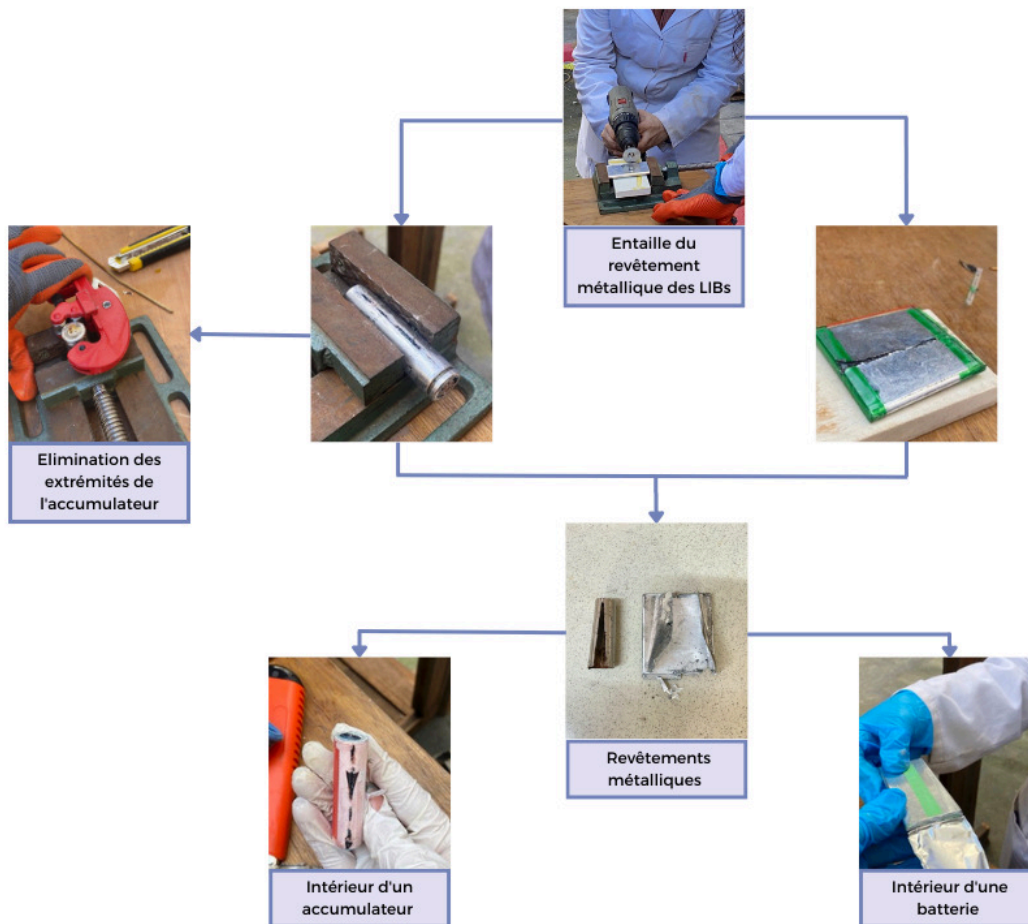 Entaille du
revêtement
métallique des LIBs
Elimination des
extrémités de
l'accumulateur
Revêtements
métalliques
Intérieur d'un
accumulateur
Intérieur d'une
batterie